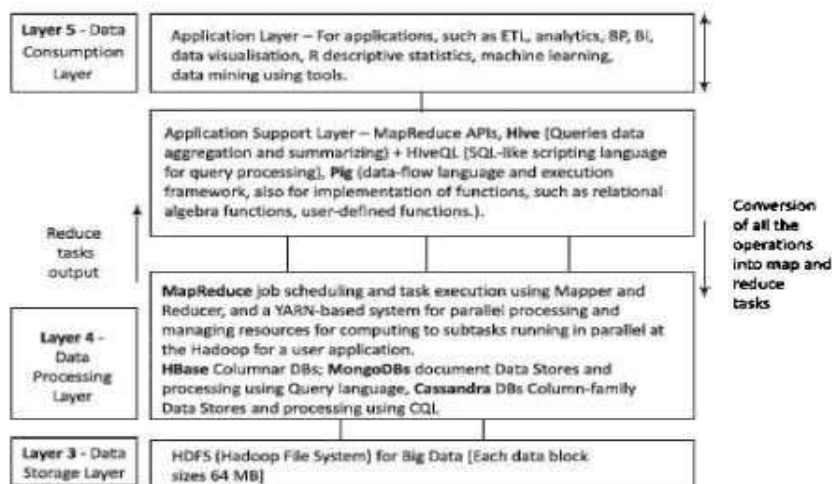 Layer 5 - Data
Consumption
Layer
Application Layer – For applications, such as ETL, analytics, BP, BI,
data visualisation, R descriptive statistics, machine learning,
data mining using tools.
Application Support Layer – MapReduce APIs, Hive (Queries data
aggregation and summarizing) + HiveQL (SQL-like scripting language
for query processing), Pig (data-flow language and execution
framework, also for implementation of functions, such as relational
algebra functions, user-defined functions.).
Reduce
tasks
output
Conversion
of all the
operations
into map and
reduce
tasks
Layer 4 -
Data
Processing
Layer
MapReduce job scheduling and task execution using Mapper and
Reducer, and a YARN-based system for parallel processing and
managing resources for computing to subtasks running in parallel at
the Hadoop for a user application.
HBase Columnar DBs; MongoDBs document Data Stores and
processing using Query language, Cassandra DBs Column-family
Data Stores and processing using CQL
Layer 3 - Data
Storage Layer
HDFS (Hadoop File System) for Big Data [Each data block
sizes 64 MB]